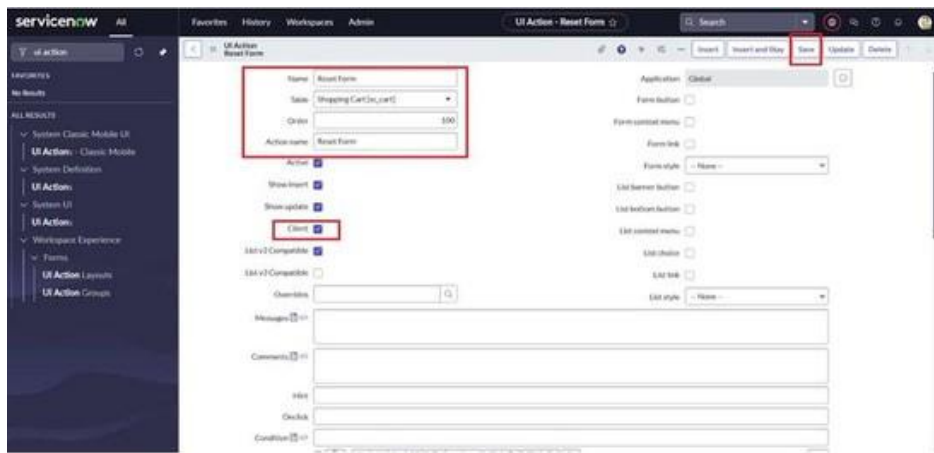 servicenow All Favorites History Workspaces Admin UI Action - Reset Form Search
ui action
UI Action
Reset Form
Insert Insert and Stay Save Update Delete
FAVORITES
No Results
ALL RESULTS
System Classic Mobile UI
UI Actions - Classic Mobile
System Definition
UI Actions
System UI
UI Actions
Workspace Experience
Forms
UI Action Layouts
UI Action Groups
Name Reset Form
Table Shopping Cart [sc_cart]
Order 100
Action name Reset Form
Active
Show insert
Show update
Client
List v2 Compatible
List v3 Compatible
Overrides
Application Global
Form button
Form context menu
Form link
Form style -- None --
List banner button
List bottom button
List context menu
List choice
List link
List style -- None --
Messages
Comments
Hint
Onclick
Condition